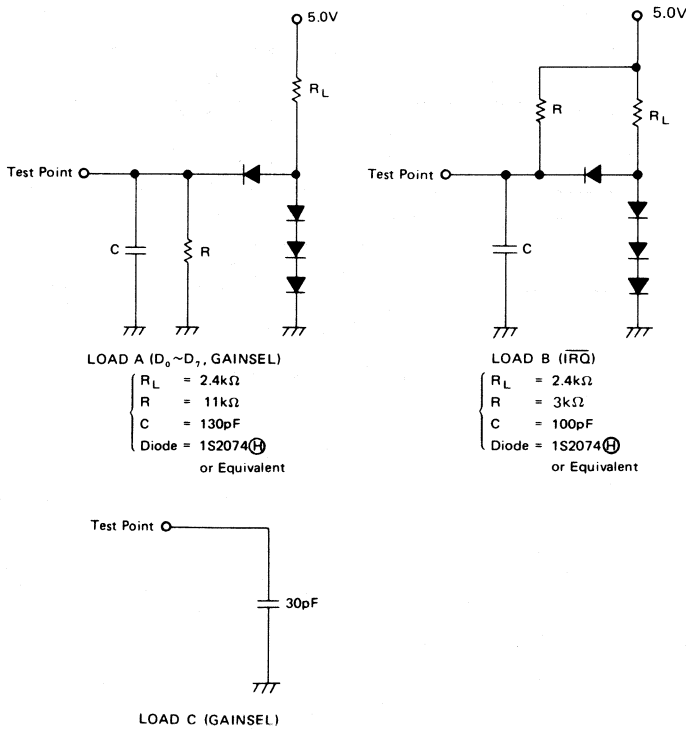 5.0V
R_L
Test Point
C
R
LOAD A (D₀~D₇, GAINSEL)
R_L = 2.4kΩ
R = 11kΩ
C = 130pF
Diode = 1S2074Ⓗ
or Equivalent
5.0V
R
R_L
Test Point
C
LOAD B (I̅R̅Q̅)
R_L = 2.4kΩ
R = 3kΩ
C = 100pF
Diode = 1S2074Ⓗ
or Equivalent
Test Point
30pF
LOAD C (GAINSEL)